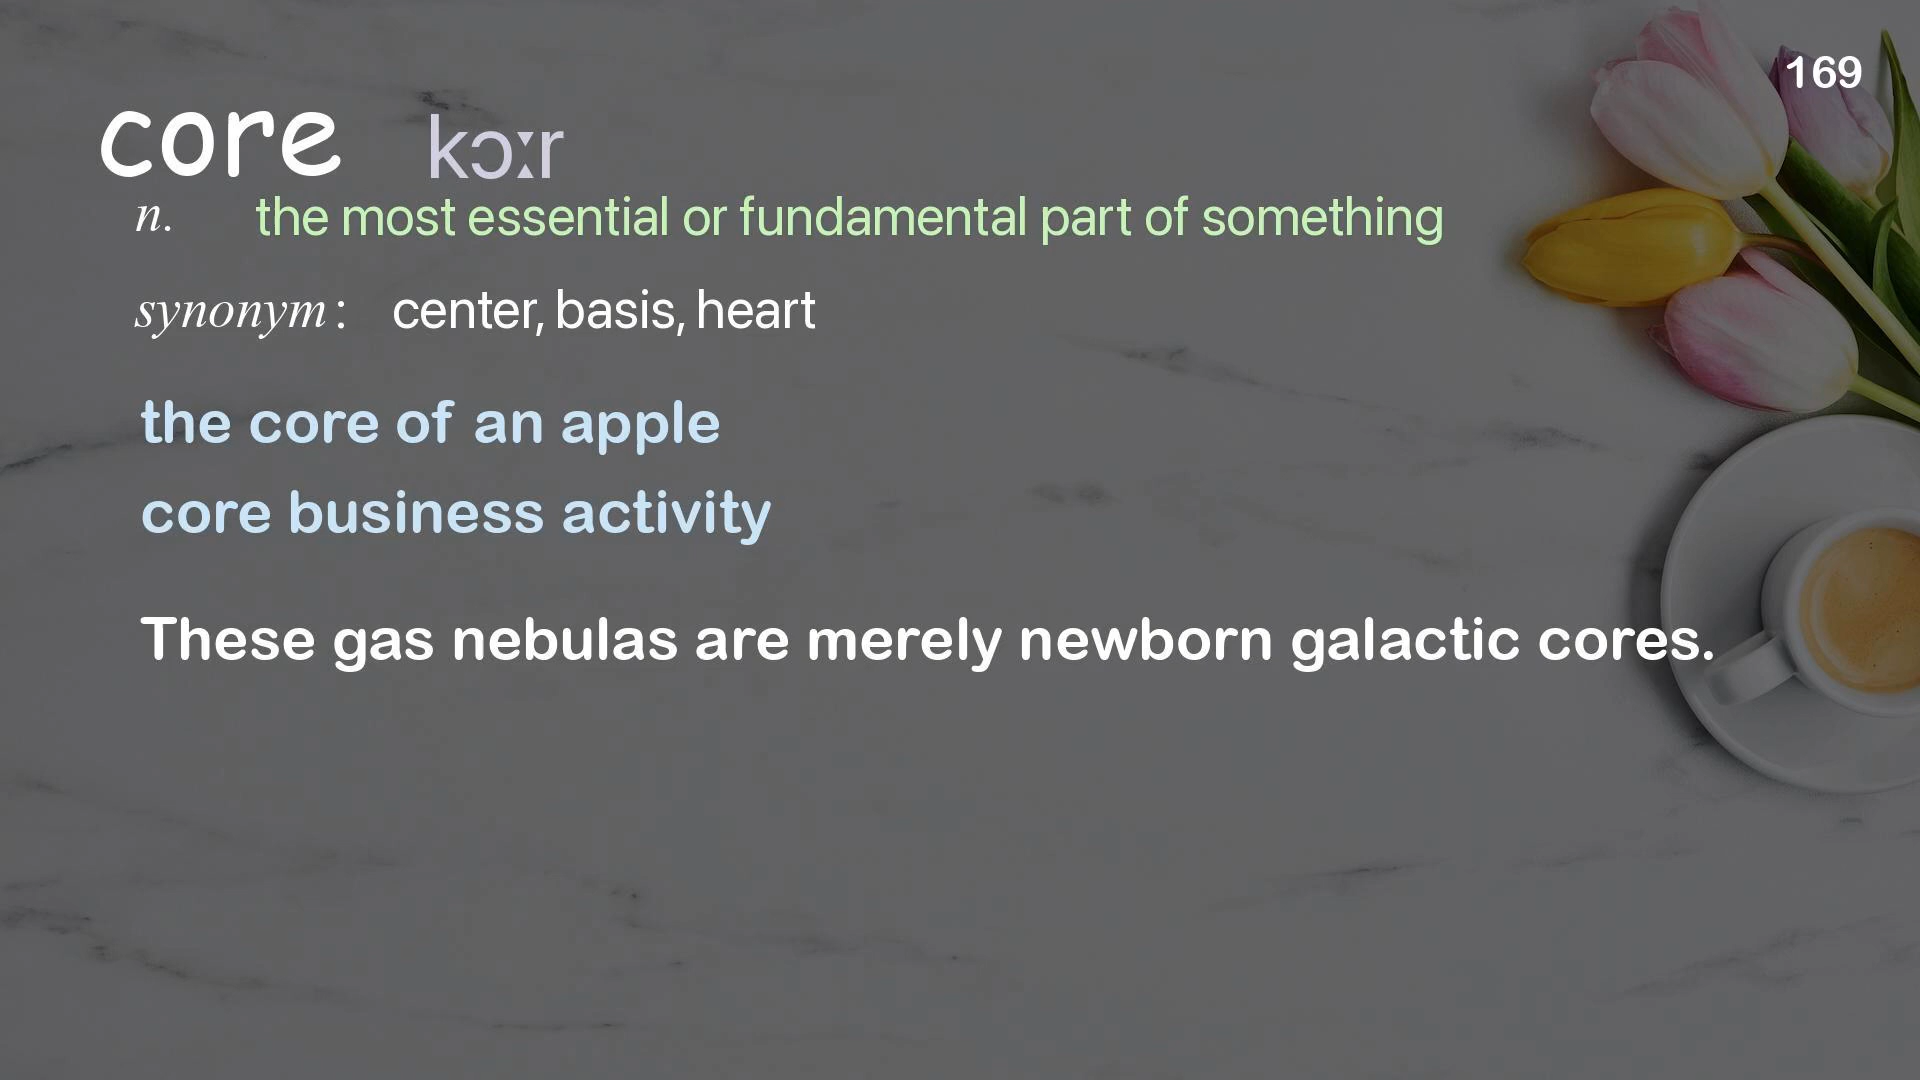 169
core kɔːr
n. the most essential or fundamental part of something
synonym: center, basis, heart
the core of an apple
core business activity
These gas nebulas are merely newborn galactic cores.